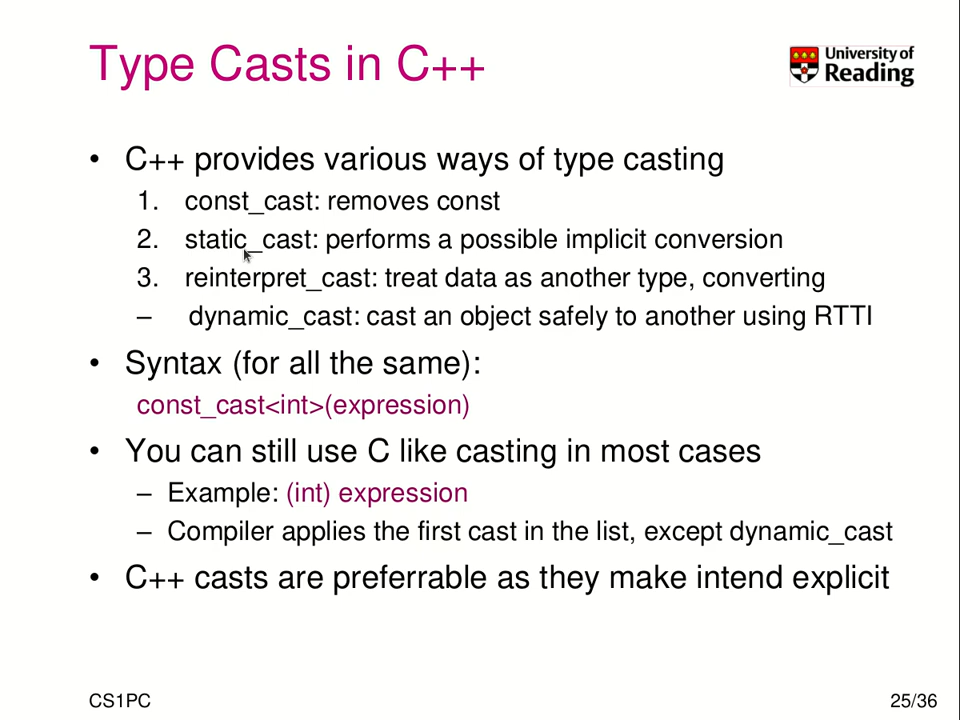 Type Casts in C++
University of
Reading
• C++ provides various ways of type casting
1. const_cast: removes const
2. static_cast: performs a possible implicit conversion
3. reinterpret_cast: treat data as another type, converting
– dynamic_cast: cast an object safely to another using RTTI
• Syntax (for all the same):
const_cast<int>(expression)
• You can still use C like casting in most cases
– Example: (int) expression
– Compiler applies the first cast in the list, except dynamic_cast
• C++ casts are preferrable as they make intend explicit
CS1PC
25/36